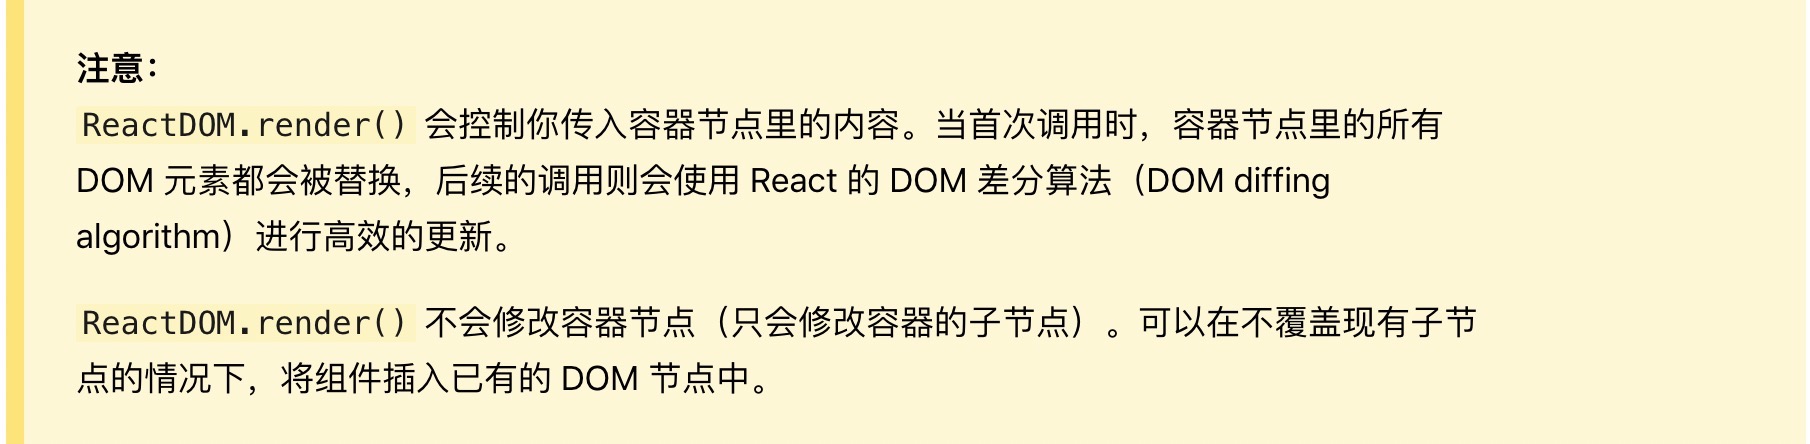 注意：
ReactDOM.render() 会控制你传入容器节点里的内容。当首次调用时，容器节点里的所有
DOM 元素都会被替换，后续的调用则会使用 React 的 DOM 差分算法（DOM diffing
algorithm）进行高效的更新。
ReactDOM.render() 不会修改容器节点（只会修改容器的子节点）。可以在不覆盖现有子节
点的情况下，将组件插入已有的 DOM 节点中。